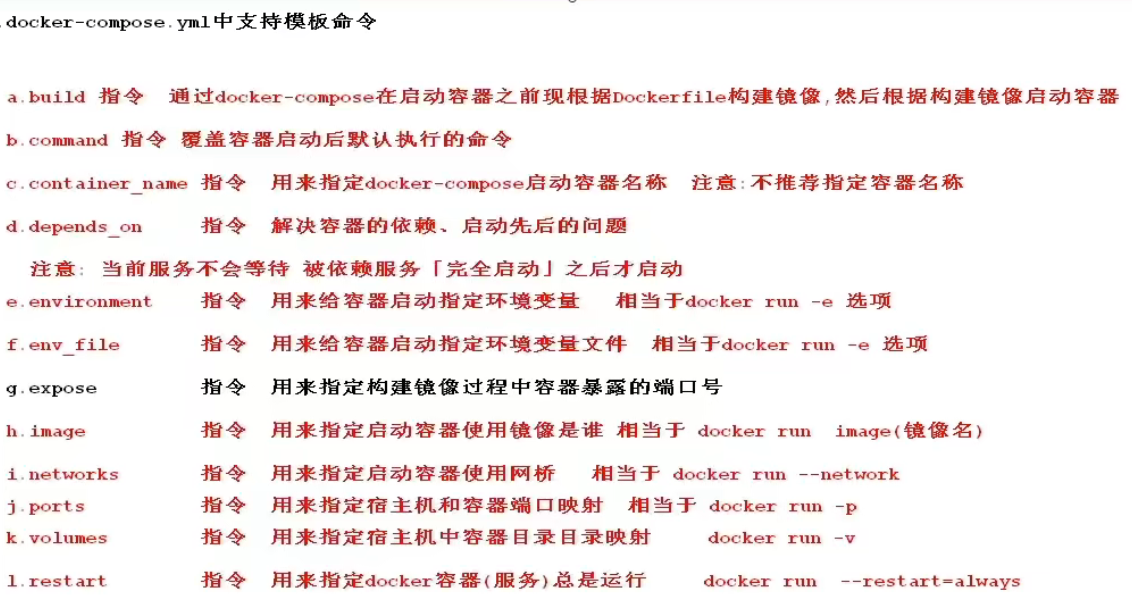 .docker-compose.yml中支持模板命令
a.build 指令 通过docker-compose在启动容器之前现根据Dockerfile构建镜像,然后根据构建镜像启动容器
b.command 指令 覆盖容器启动后默认执行的命令
c.container_name 指令 用来指定docker-compose启动容器名称 注意:不推荐指定容器名称
d.depends_on 指令 解决容器的依赖、启动先后的问题
注意: 当前服务不会等待 被依赖服务「完全启动」之后才启动
e.environment 指令 用来给容器启动指定环境变量 相当于docker run -e 选项
f.env_file 指令 用来给容器启动指定环境变量文件 相当于docker run -e 选项
g.expose 指令 用来指定构建镜像过程中容器暴露的端口号
h.image 指令 用来指定启动容器使用镜像是谁 相当于 docker run image(镜像名)
i.networks 指令 用来指定启动容器使用网桥 相当于 docker run --network
j.ports 指令 用来指定宿主机和容器端口映射 相当于 docker run -p
k.volumes 指令 用来指定宿主机中容器目录目录映射 docker run -v
l.restart 指令 用来指定docker容器(服务)总是运行 docker run --restart=always